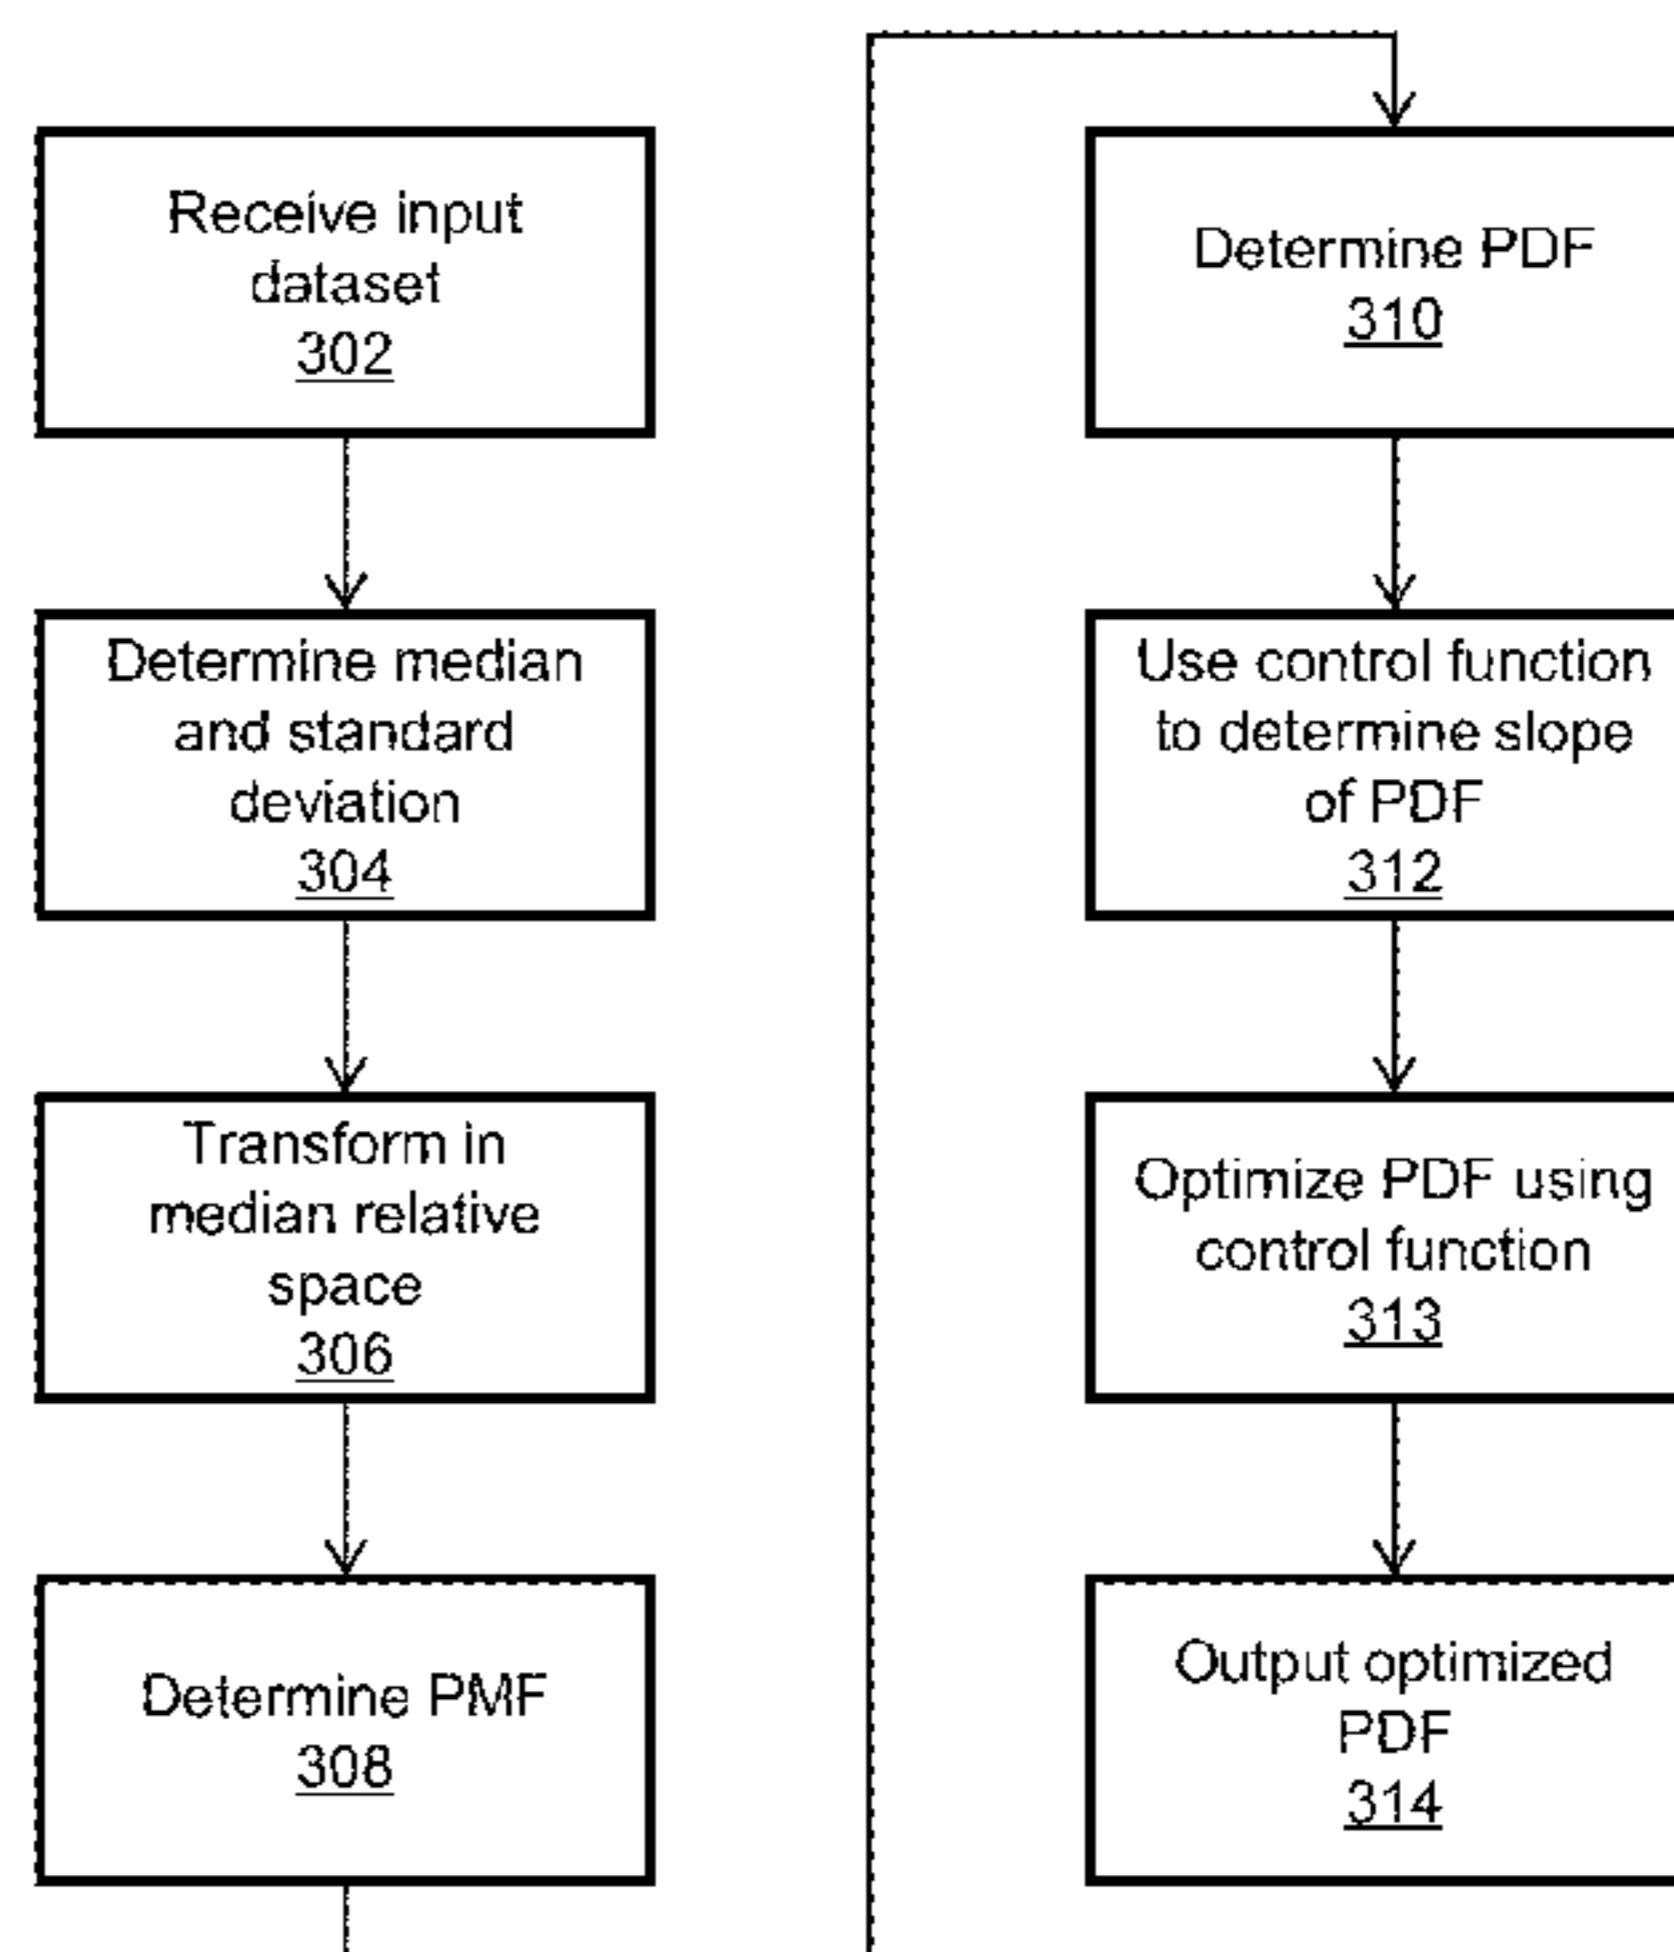 Receive input
dataset
302
Determine median
and standard
deviation
304
Transform in
median relative
space
306
Determine PMF
308
Determine PDF
310
Use control function
to determine slope
of PDF
312
Optimize PDF using
control function
313
Output optimized
PDF
314